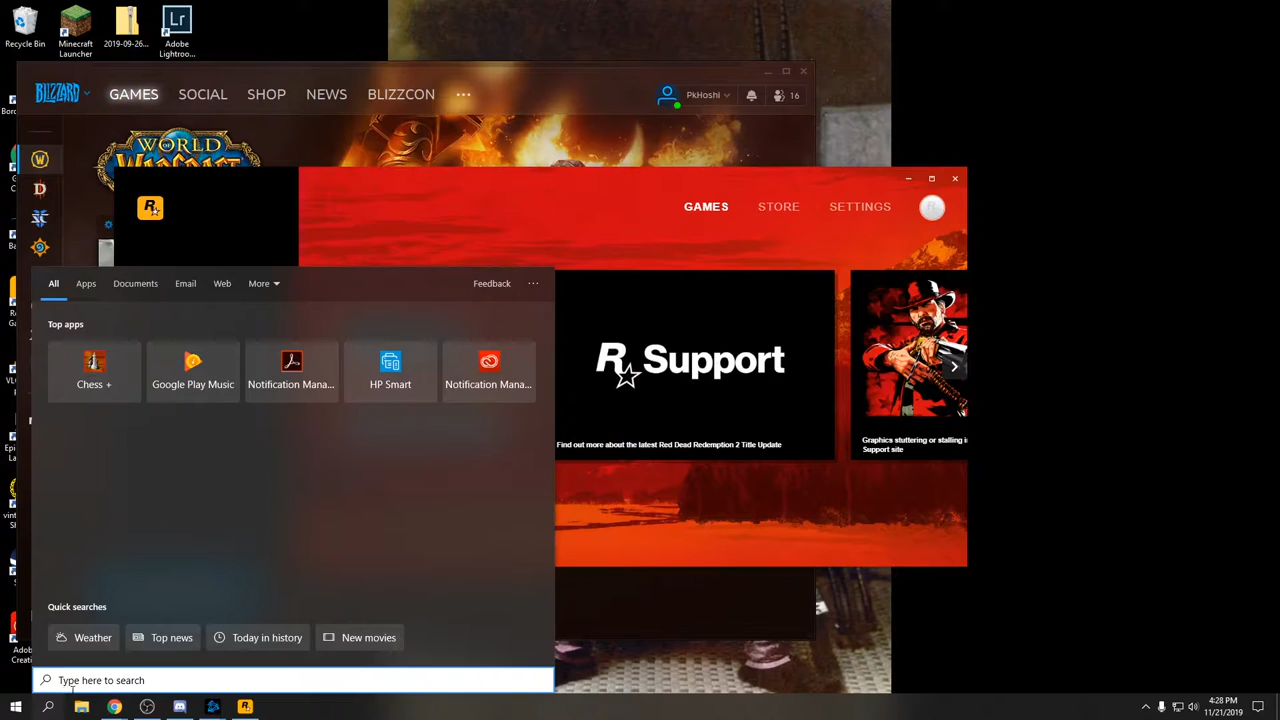 Recycle Bin
Minecraft
Launcher
2019-09-26...
Lr
Adobe
Lightroo...
BLIZZARD
GAMES
SOCIAL
SHOP
NEWS
BLIZZCON
PkHoshi
16
WORLD
WARCRAFT
GAMES
STORE
SETTINGS
All
Apps
Documents
Email
Web
More
Feedback
Top apps
Chess +
Google Play Music
Notification Mana...
HP Smart
Notification Mana...
R Support
Find out more about the latest Red Dead Redemption 2 Title Update
Graphics stuttering or stalling i
Support site
Quick searches
Weather
Top news
Today in history
New movies
Type here to search
4:28 PM
11/21/2019